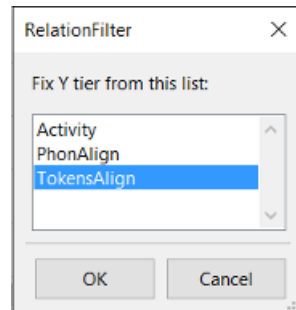 RelationFilter
Fix Y tier from this list:
Activity
PhonAlign
TokensAlign
OK
Cancel